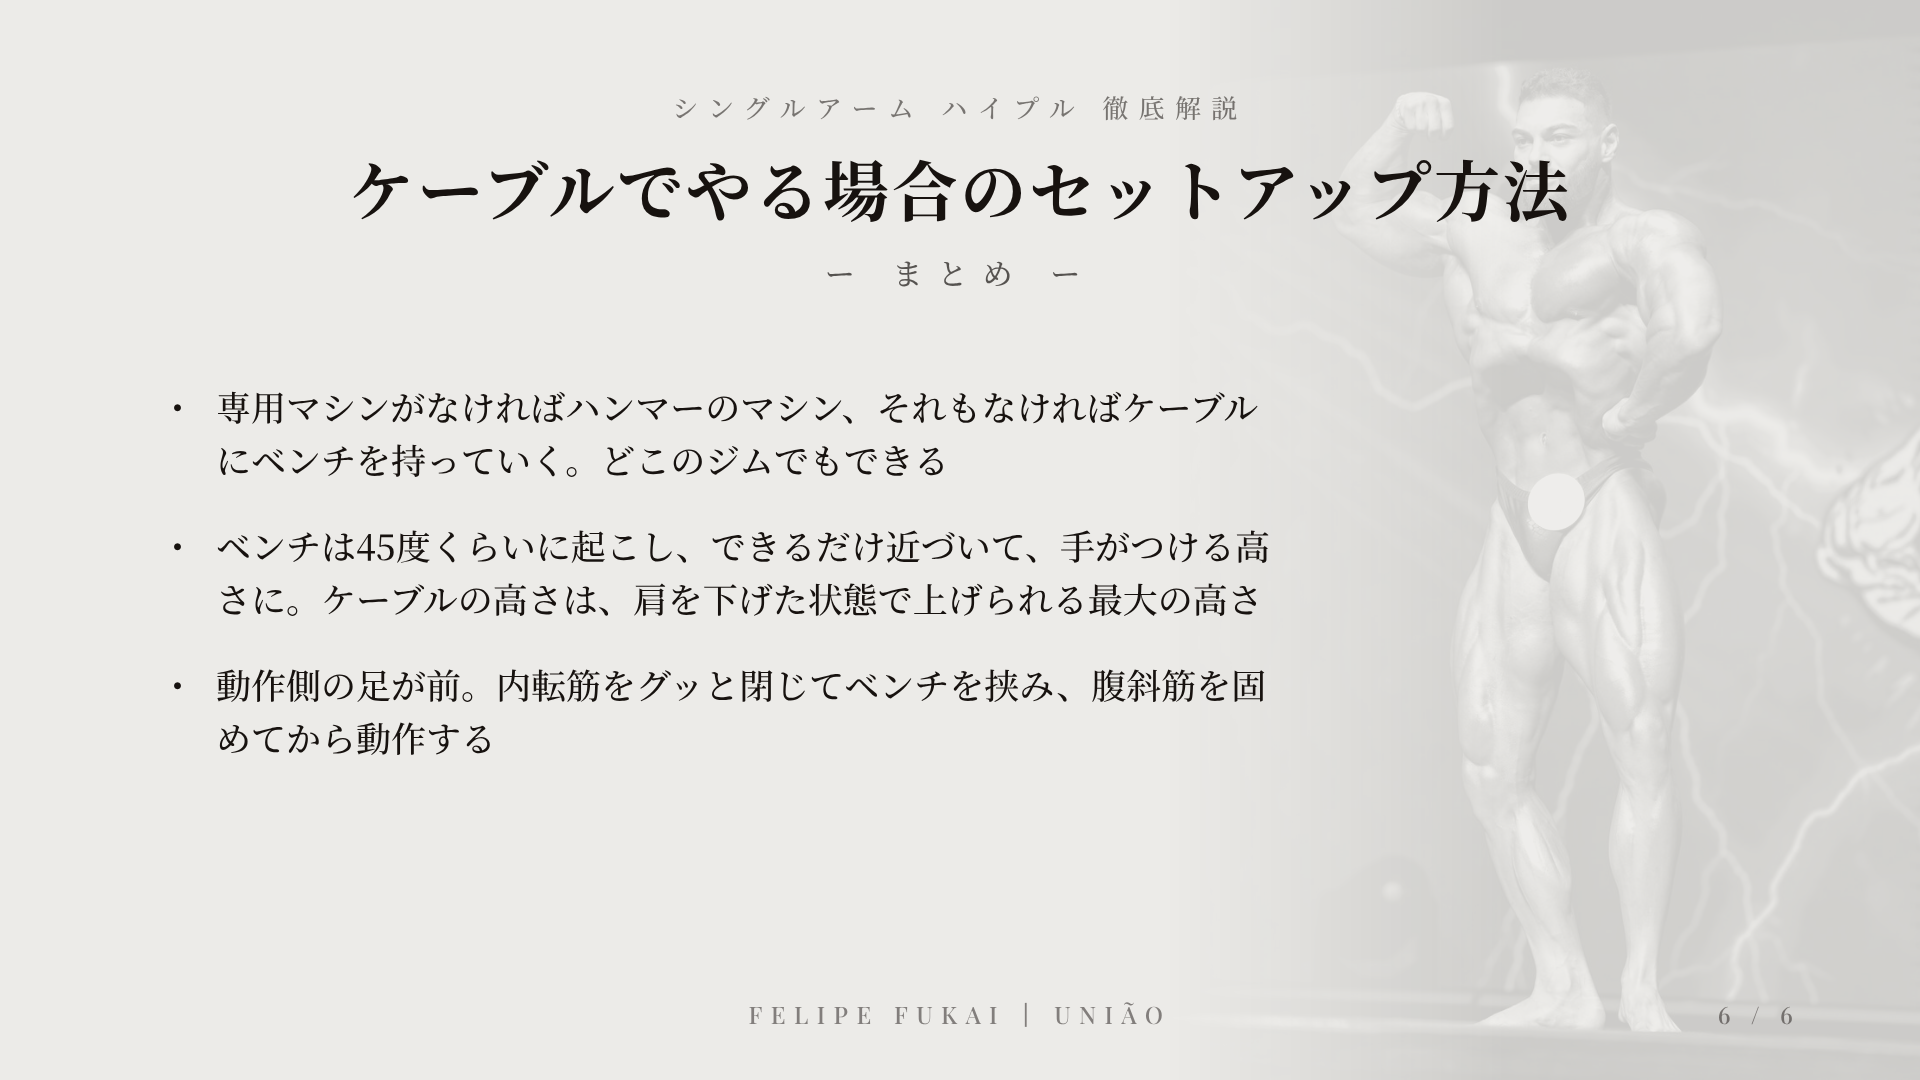 シングルアーム ハイプル 徹底解説
ケーブルでやる場合のセットアップ方法
ー まとめ ー
・ 専用マシンがなければハンマーのマシン、それもなければケーブル
にベンチを持っていく。どこのジムでもできる
・ ベンチは45度くらいに起こし、できるだけ近づいて、手がつける高
さに。ケーブルの高さは、肩を下げた状態で上げられる最大の高さ
・ 動作側の足が前。内転筋をグッと閉じてベンチを挟み、腹斜筋を固
めてから動作する
FELIPE FUKAI | UNIÃO
6 / 6